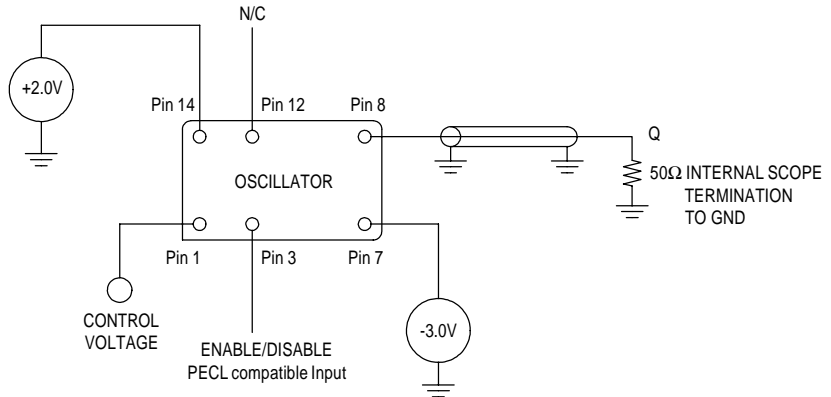 N/C
+2.0V
Pin 14
Pin 12
Pin 8
Q
OSCILLATOR
50Ω INTERNAL SCOPE
TERMINATION
TO GND
Pin 1
Pin 3
Pin 7
CONTROL
VOLTAGE
-3.0V
ENABLE/DISABLE
PECL compatible Input